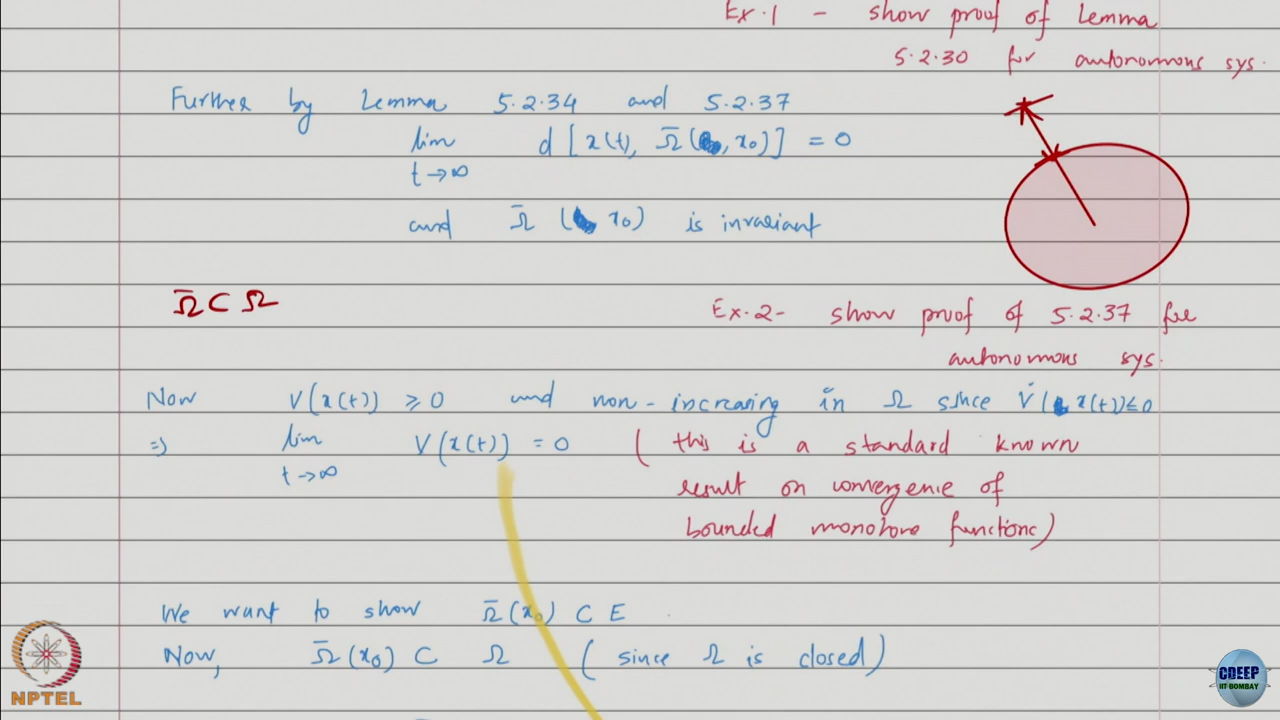 Ex.1 - show proof of Lemma
5.2.30 for autonomous sys.
Further by Lemma 5.2.34 and 5.2.37
lim d[x(t), Ω̄(, x₀)] = 0
t→∞
and Ω̄ ( x₀) is invariant
Ω̄ ⊂ Ω
Ex.2- show proof of 5.2.37 for
autonomous sys.
Now V(x(t)) ≥ 0 and non-increasing in Ω since V̇( x(t)) ≤ 0
⇒ lim V(x(t)) = 0 ( this is a standard known
t→∞
result on convergence of
bounded monotone functions)
We want to show Ω̄(x₀) ⊂ E .
Now, Ω̄(x₀) ⊂ Ω ( since Ω is closed)
NPTEL
CDEEP
IIT BOMBAY